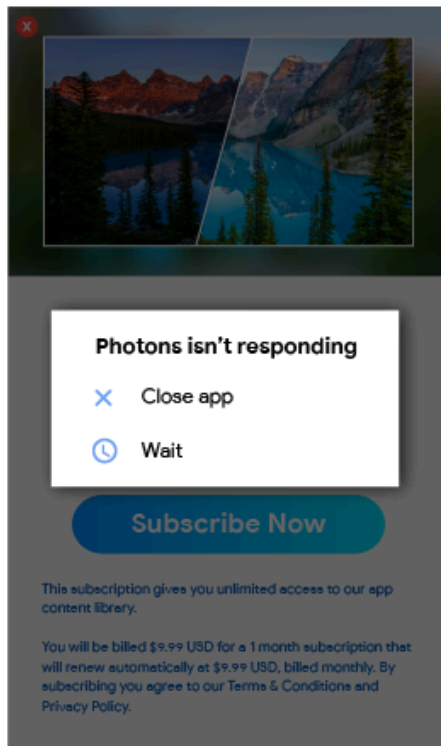 X
Photons isn't responding
Close app
Wait
Subscribe Now
This subscription gives you unlimited access to our app
content library.
You will be billed $9.99 USD for a 1 month subscription that
will renew automatically at $9.99 USD, billed monthly. By
subscribing you agree to our Terms & Conditions and
Privacy Policy.